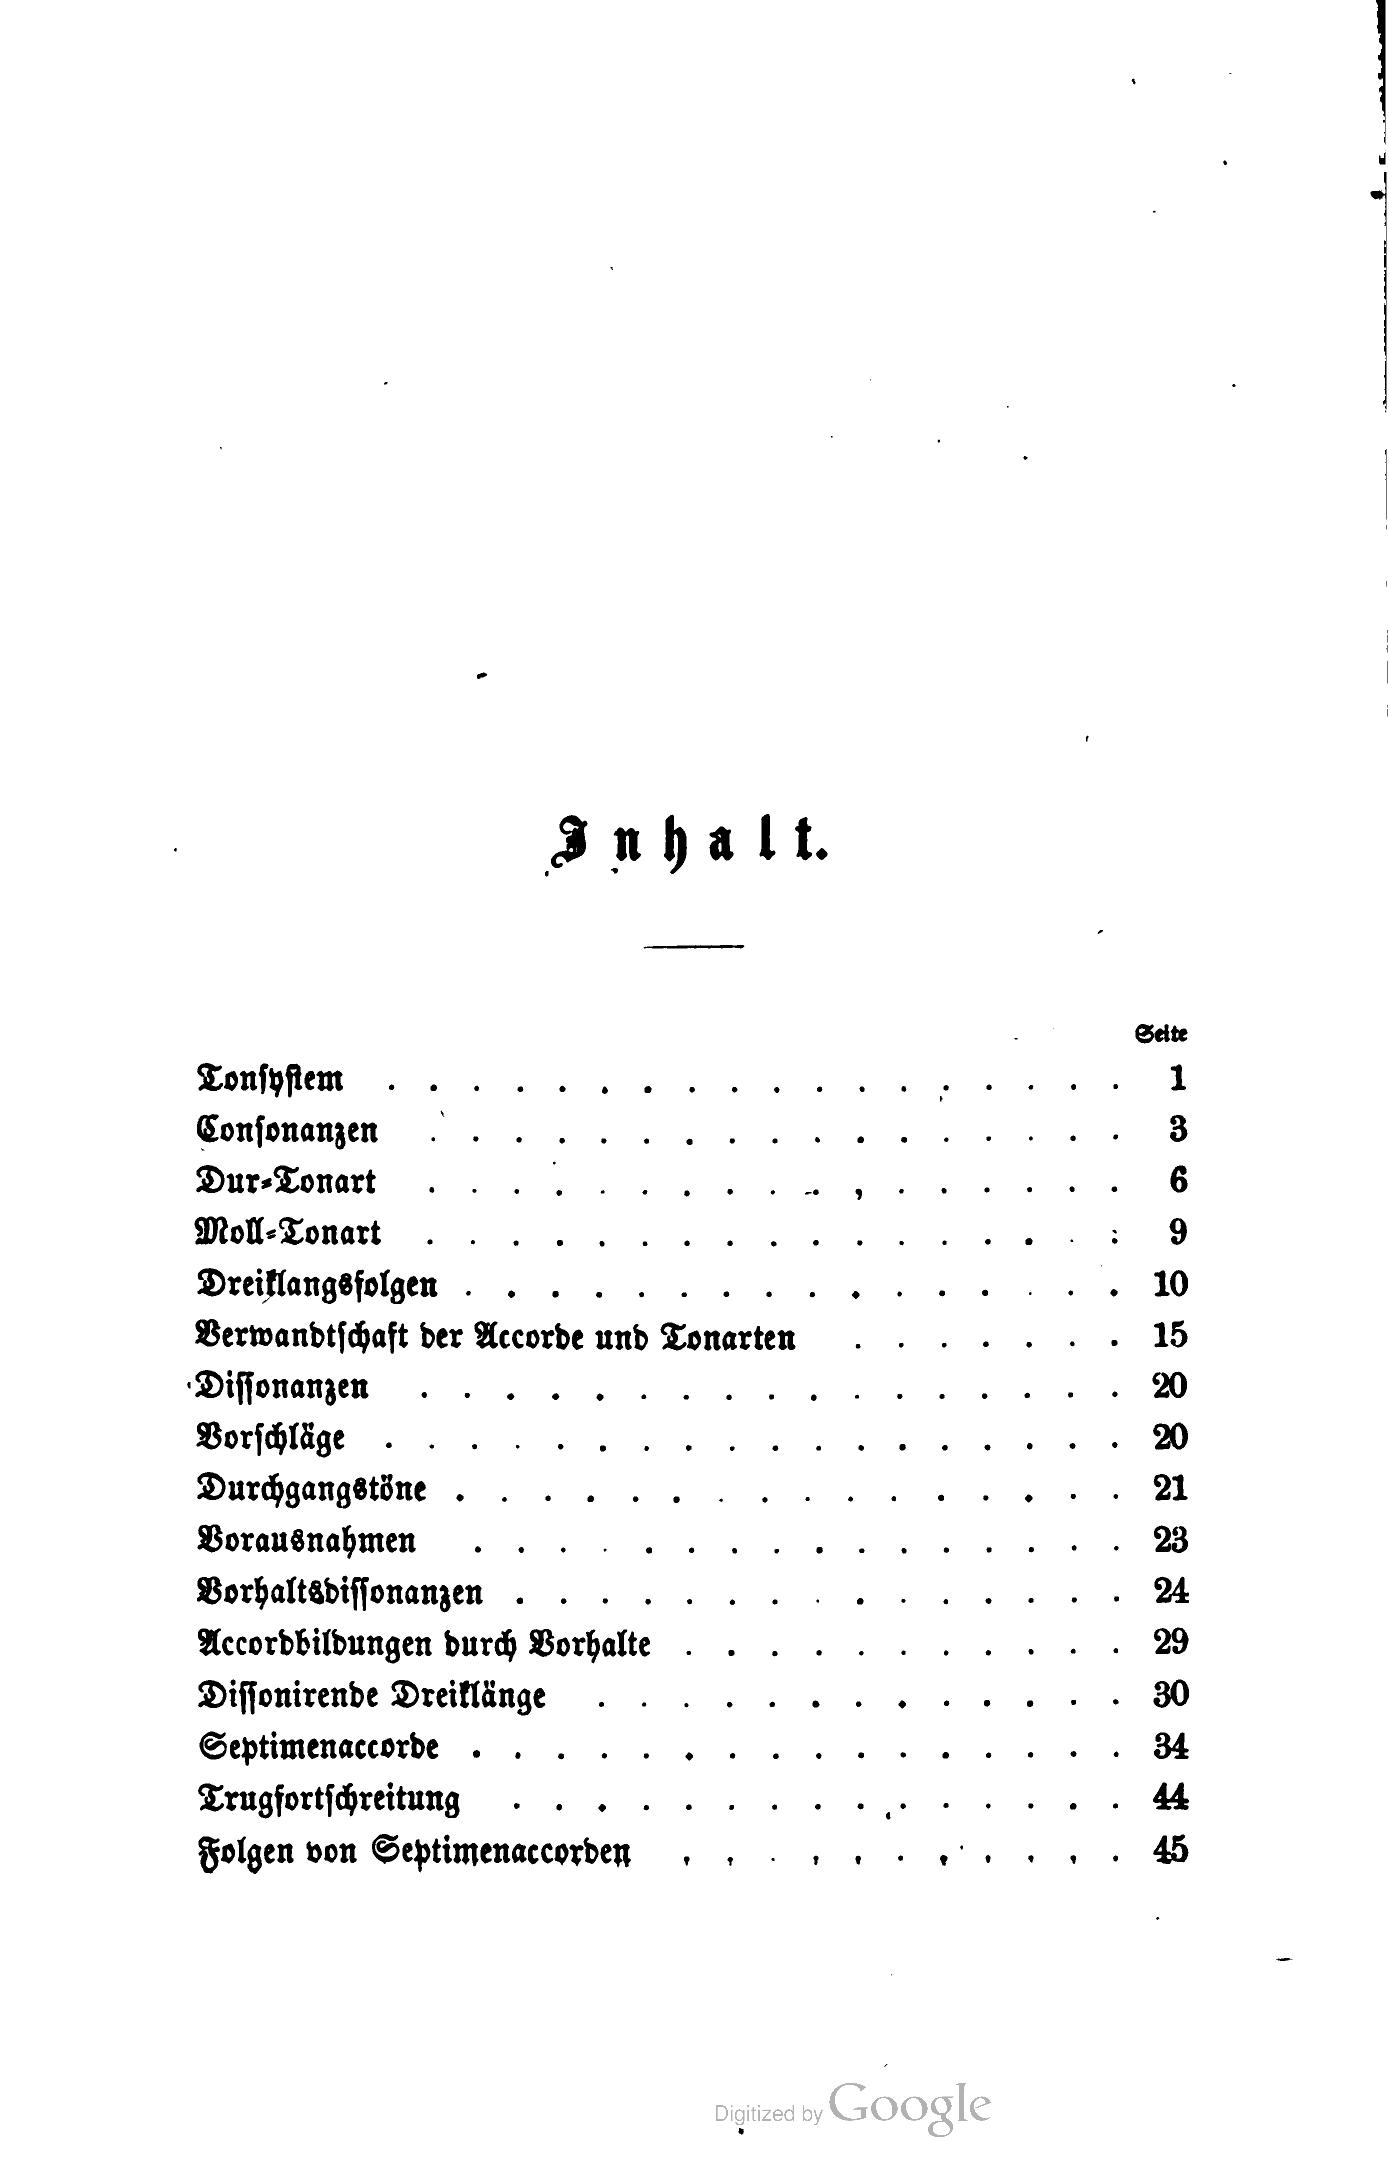 Inhalt.
Seite
Tonsystem . . . . . . . . . . . . . . . . . . 1
Consonanzen . . . . . . . . . . . . . . . . . 3
Dur-Tonart . . . . . . . . . . . . . . . . . 6
Moll-Tonart . . . . . . . . . . . . . . . . . 9
Dreiklangsfolgen . . . . . . . . . . . . . . . . 10
Verwandtschaft der Accorde und Tonarten . . . . . . . 15
Dissonanzen . . . . . . . . . . . . . . . . . 20
Vorschläge . . . . . . . . . . . . . . . . . . 20
Durchgangstöne . . . . . . . . . . . . . . . . 21
Vorausnahmen . . . . . . . . . . . . . . . . 23
Vorhaltsdissonanzen . . . . . . . . . . . . . . . 24
Accordbildungen durch Vorhalte . . . . . . . . . . . 29
Dissonirende Dreiklänge . . . . . . . . . . . . . 30
Septimenaccorde . . . . . . . . . . . . . . . . 34
Trugfortschreitung . . . . . . . . . . . . . . . 44
Folgen von Septimenaccorden . . . . . . . . . . . 45
Digitized by Google